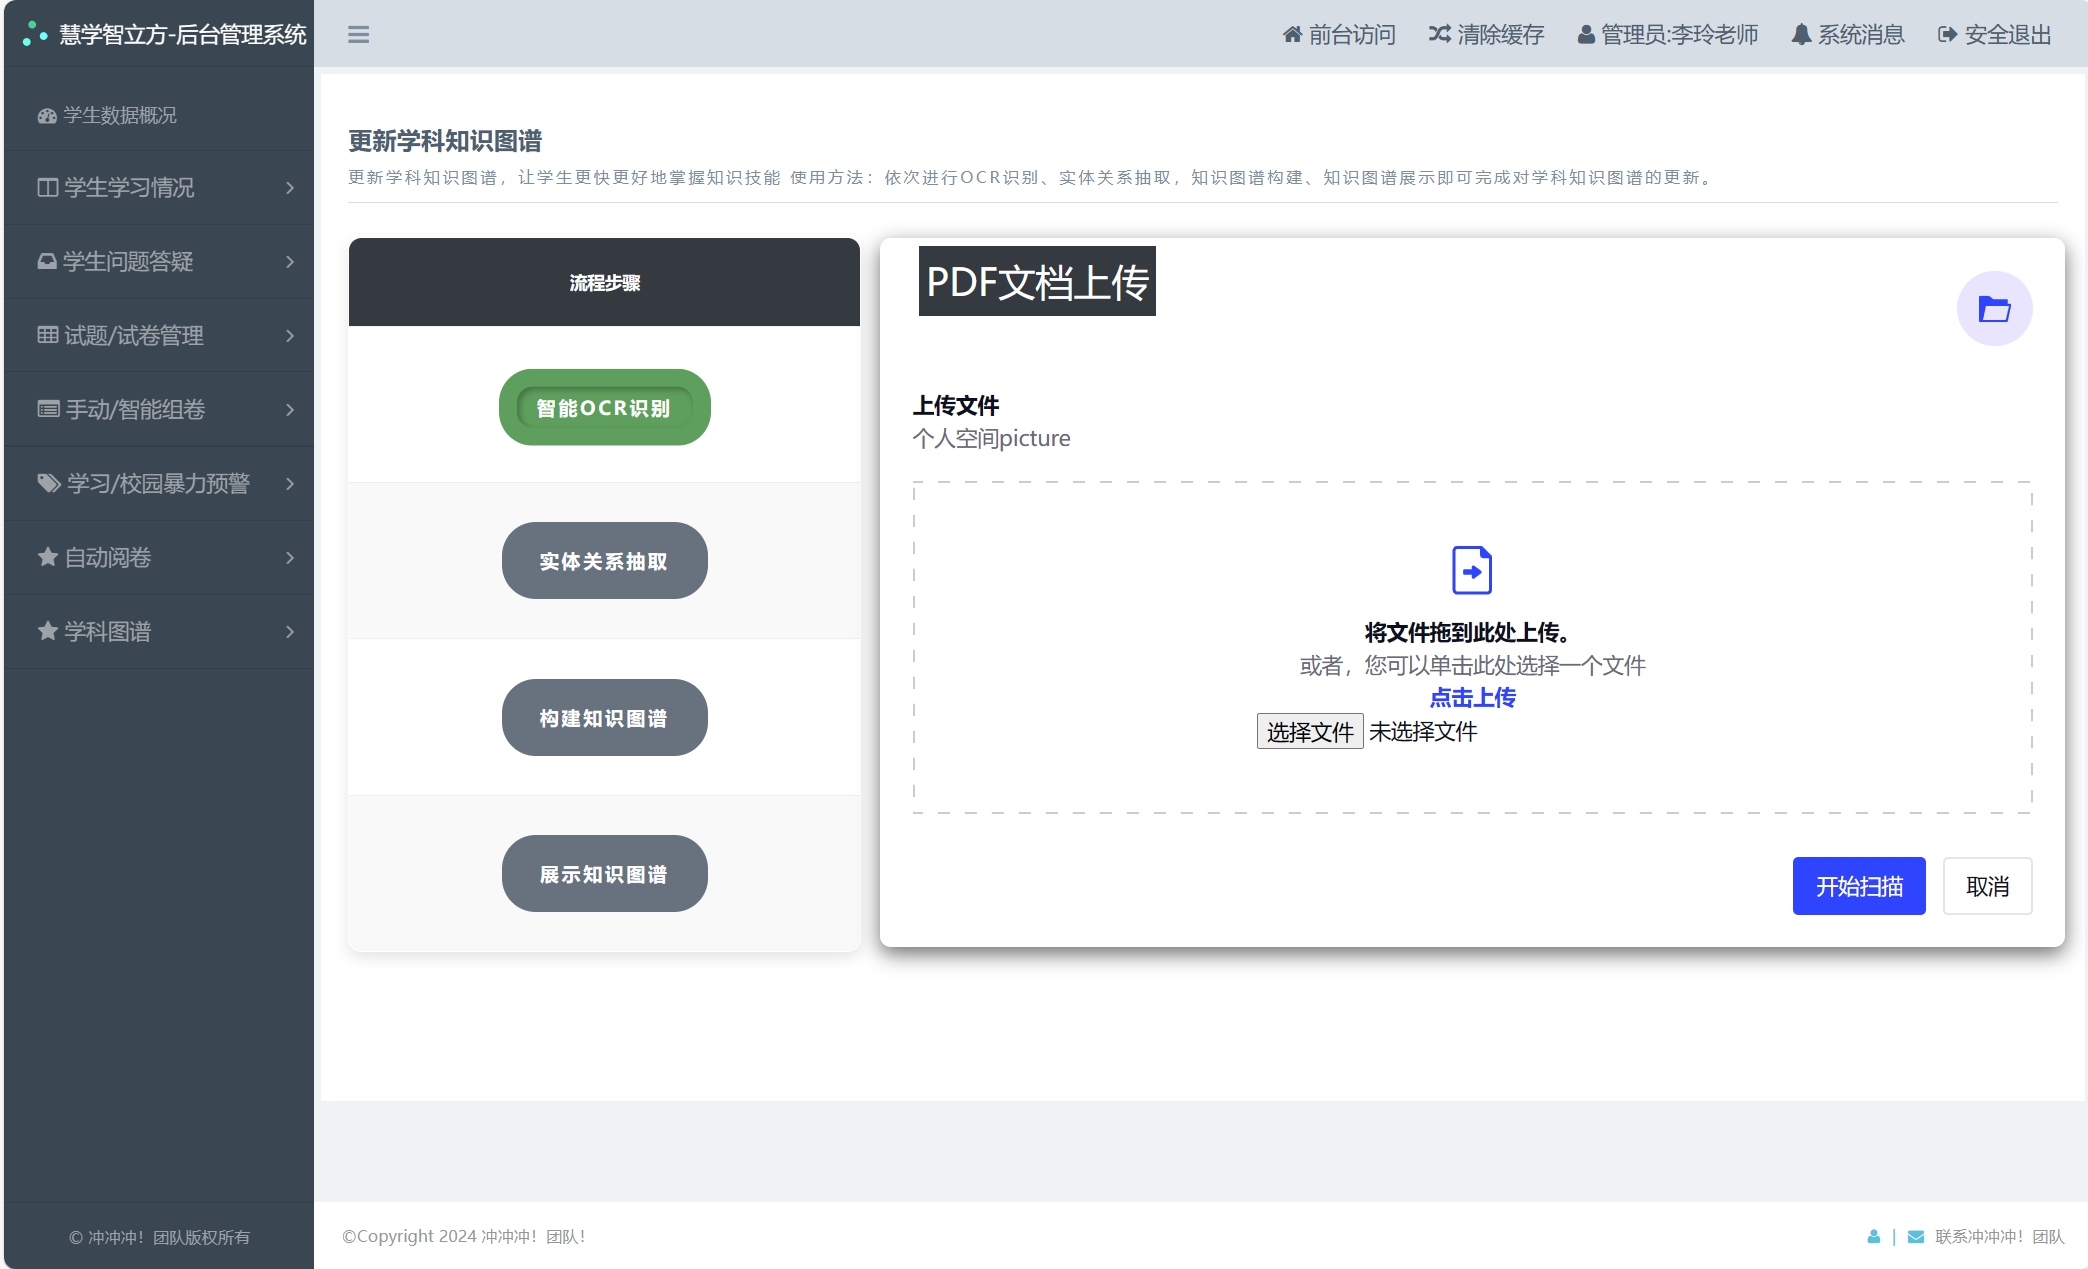 慧学智立方-后台管理系统
前台访问 清除缓存 管理员:李玲老师 系统消息 安全退出
学生数据概况
学生学习情况
学生问题答疑
试题/试卷管理
手动/智能组卷
学习/校园暴力预警
自动阅卷
学科图谱
更新学科知识图谱
更新学科知识图谱，让学生更快更好地掌握知识技能 使用方法：依次进行OCR识别、实体关系抽取，知识图谱构建、知识图谱展示即可完成对学科知识图谱的更新。
流程步骤
智能OCR识别
实体关系抽取
构建知识图谱
展示知识图谱
PDF文档上传
上传文件
个人空间picture
将文件拖到此处上传。
或者，您可以单击此处选择一个文件
点击上传
选择文件 未选择文件
开始扫描 取消
© 冲冲冲！团队版权所有
©Copyright 2024 冲冲冲！团队！
| 联系冲冲冲！团队